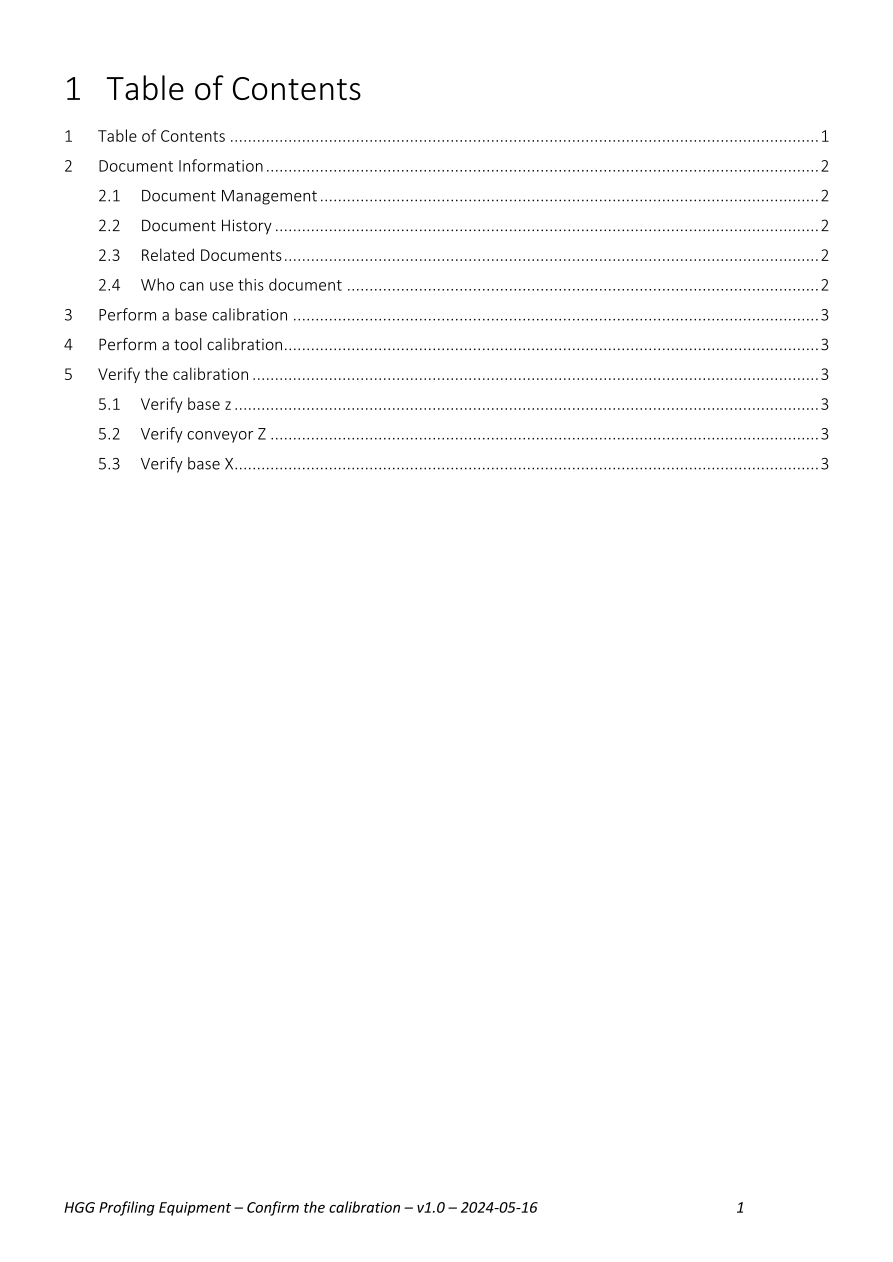 1 Table of Contents
1 Table of Contents ........................................ 1
2 Document Information ........................................ 2
2.1 Document Management ........................................ 2
2.2 Document History ........................................ 2
2.3 Related Documents ........................................ 2
2.4 Who can use this document ........................................ 2
3 Perform a base calibration ........................................ 3
4 Perform a tool calibration ........................................ 3
5 Verify the calibration ........................................ 3
5.1 Verify base z ........................................ 3
5.2 Verify conveyor Z ........................................ 3
5.3 Verify base X ........................................ 3
HGG Profiling Equipment – Confirm the calibration – v1.0 – 2024-05-16 1